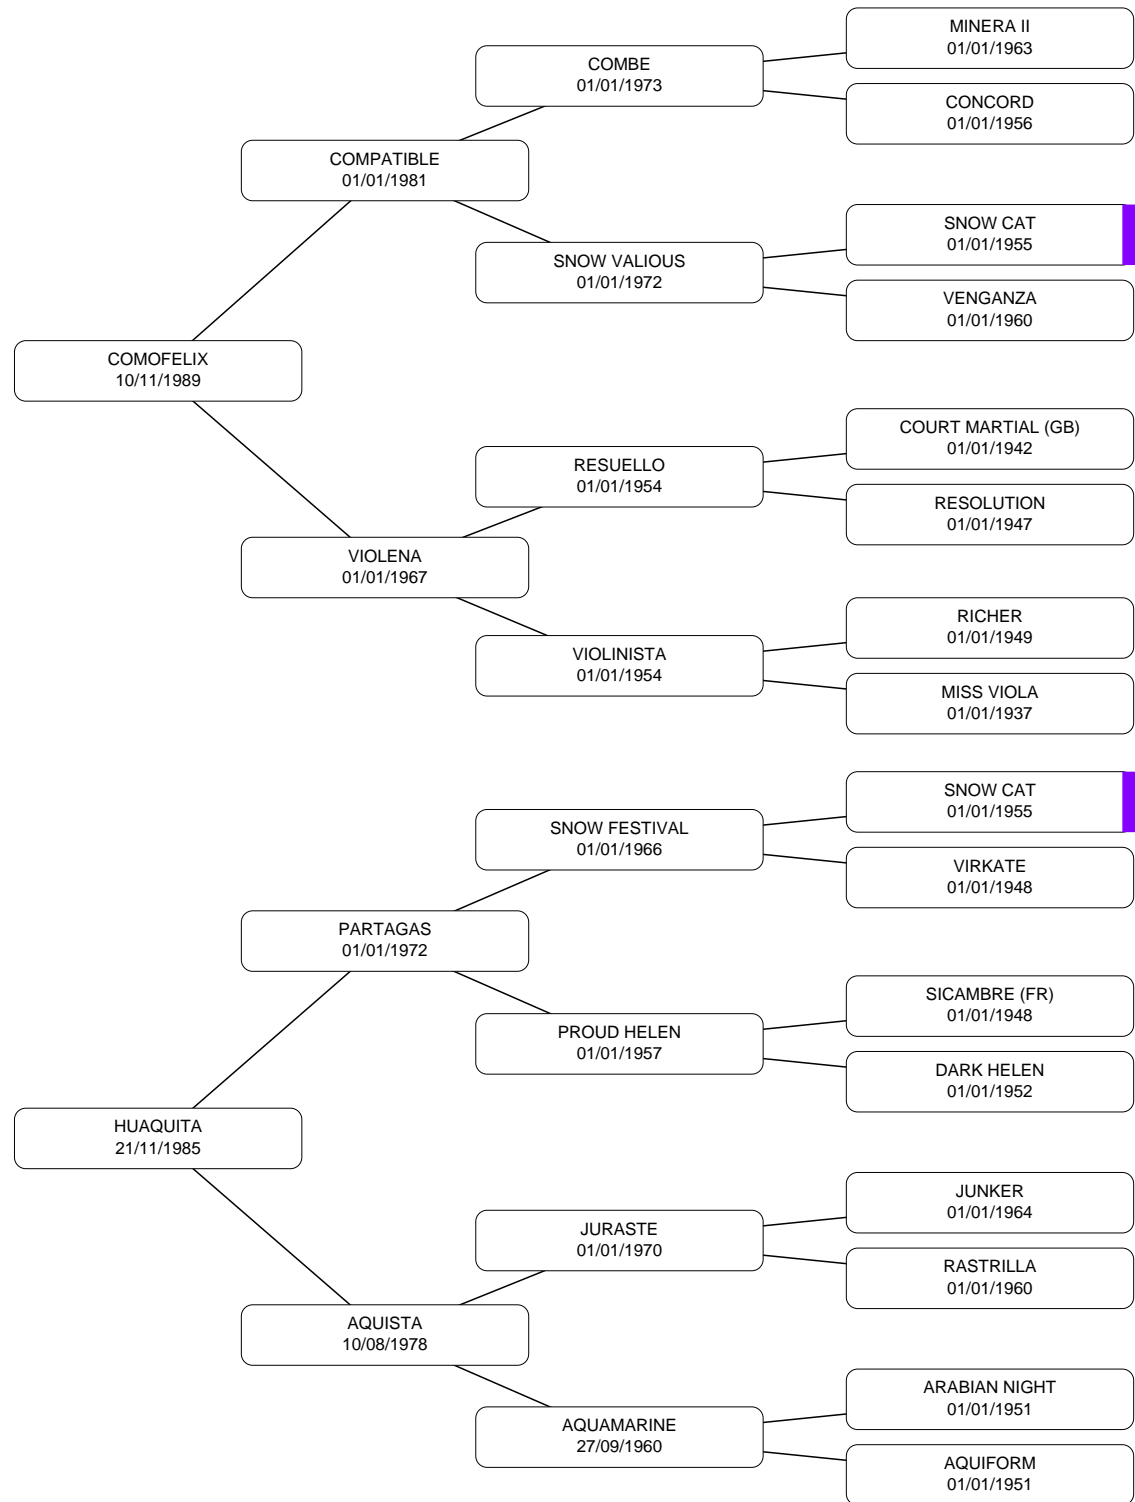 MINERA II
01/01/1963
COMBE
01/01/1973
CONCORD
01/01/1956
COMPATIBLE
01/01/1981
SNOW CAT
01/01/1955
SNOW VALIOUS
01/01/1972
VENGANZA
01/01/1960
COMOFELIX
10/11/1989
COURT MARTIAL (GB)
01/01/1942
RESUELLO
01/01/1954
RESOLUTION
01/01/1947
VIOLENA
01/01/1967
RICHER
01/01/1949
VIOLINISTA
01/01/1954
MISS VIOLA
01/01/1937
SNOW CAT
01/01/1955
SNOW FESTIVAL
01/01/1966
VIRKATE
01/01/1948
PARTAGAS
01/01/1972
SICAMBRE (FR)
01/01/1948
PROUD HELEN
01/01/1957
DARK HELEN
01/01/1952
HUAQUITA
21/11/1985
JUNKER
01/01/1964
JURASTE
01/01/1970
RASTRILLA
01/01/1960
AQUISTA
10/08/1978
ARABIAN NIGHT
01/01/1951
AQUAMARINE
27/09/1960
AQUIFORM
01/01/1951